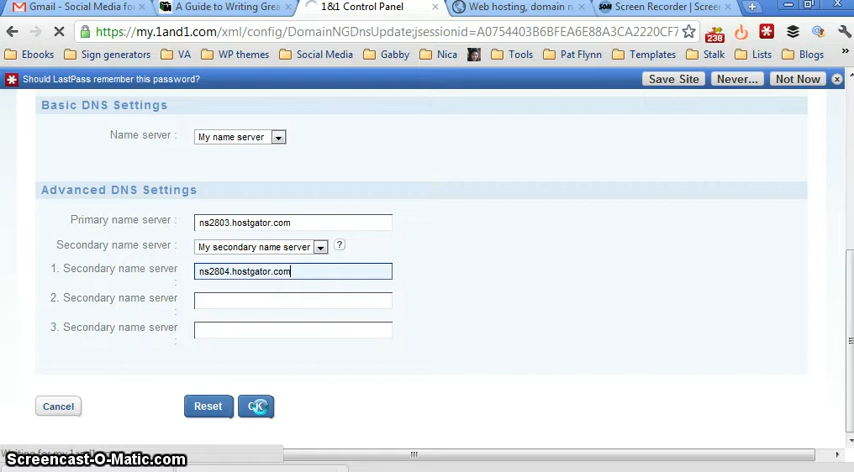 Gmail - Social Media fo
A Guide to Writing Grea
1&1 Control Panel
Web hosting, domain n
Screen Recorder | Scree
https://my.1and1.com/xml/config/DomainNGDnsUpdate;jsessionid=A0754403B6BFEA6E88A3CA2220CF7
238
Ebooks
Sign generators
VA
WP themes
Social Media
Gabby
Nica
Tools
Pat Flynn
Templates
Stalk
Lists
Blogs
»
Should LastPass remember this password?
Save Site
Never...
Not Now
Basic DNS Settings
Name server :
My name server
Advanced DNS Settings
Primary name server :
ns2803.hostgator.com
Secondary name server :
My secondary name server
?
1. Secondary name server :
ns2804.hostgator.com
2. Secondary name server :
3. Secondary name server :
Cancel
Reset
OK
Screencast-O-Matic.com